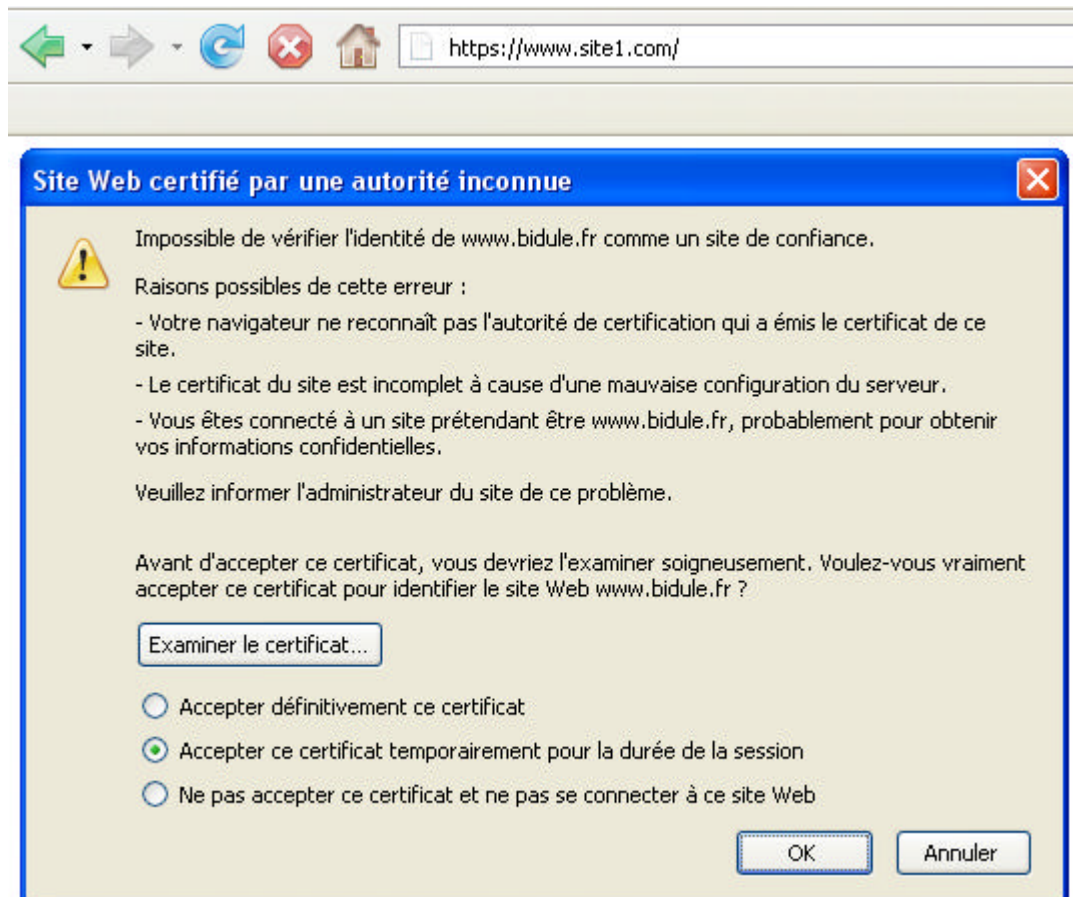 https://www.site1.com/
Site Web certifié par une autorité inconnue
Impossible de vérifier l'identité de www.bidule.fr comme un site de confiance.
Raisons possibles de cette erreur :
- Votre navigateur ne reconnaît pas l'autorité de certification qui a émis le certificat de ce
site.
- Le certificat du site est incomplet à cause d'une mauvaise configuration du serveur.
- Vous êtes connecté à un site prétendant être www.bidule.fr, probablement pour obtenir
vos informations confidentielles.
Veuillez informer l'administrateur du site de ce problème.
Avant d'accepter ce certificat, vous devriez l'examiner soigneusement. Voulez-vous vraiment
accepter ce certificat pour identifier le site Web www.bidule.fr ?
Examiner le certificat...
Accepter définitivement ce certificat
Accepter ce certificat temporairement pour la durée de la session
Ne pas accepter ce certificat et ne pas se connecter à ce site Web
OK Annuler